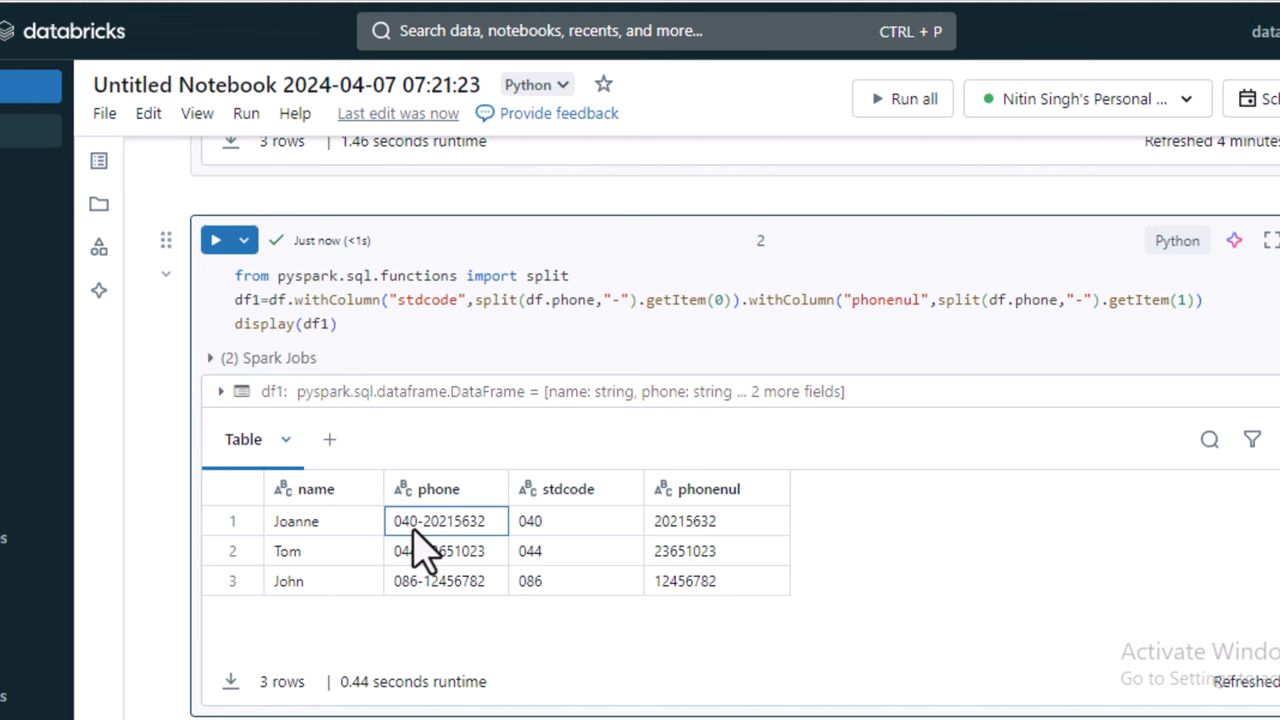 databricks
Search data, notebooks, recents, and more...
CTRL + P
data
Untitled Notebook 2024-04-07 07:21:23
Python
File Edit View Run Help
Last edit was now
Provide feedback
Run all
Nitin Singh's Personal ...
3 rows | 1.46 seconds runtime
Refreshed 4 minutes
Just now (<1s)
2
Python
from pyspark.sql.functions import split
df1=df.withColumn("stdcode",split(df.phone,"-").getItem(0)).withColumn("phonenul",split(df.phone,"-").getItem(1))
display(df1)
(2) Spark Jobs
df1: pyspark.sql.dataframe.DataFrame = [name: string, phone: string ... 2 more fields]
Table
name phone stdcode phonenul
1 Joanne 040-20215632 040 20215632
2 Tom 651023 044 23651023
3 John 086-12456782 086 12456782
3 rows | 0.44 seconds runtime
Activate Windo
Go to Settin
Refreshed